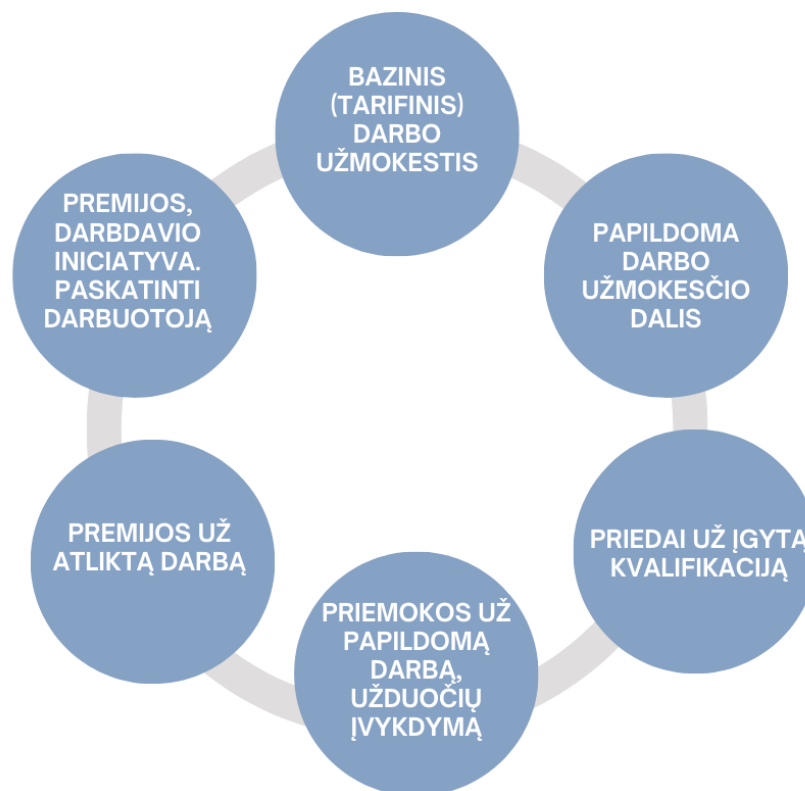 BAZINIS
(TARIFINIS)
DARBO
UŽMOKESTIS
PAPILDOMA
DARBO
UŽMOKESČIO
DALIS
PRIEDAI UŽ ĮGYTĄ
KVALIFIKACIJĄ
PRIEMOKOS UŽ
PAPILDOMĄ
DARBĄ,
UŽDUOČIŲ
ĮVYKDYMĄ
PREMIJOS UŽ
ATLIKTĄ DARBĄ
PREMIJOS,
DARBDAVIO
INICIATYVA.
PASKATINTI
DARBUOTOJĄ